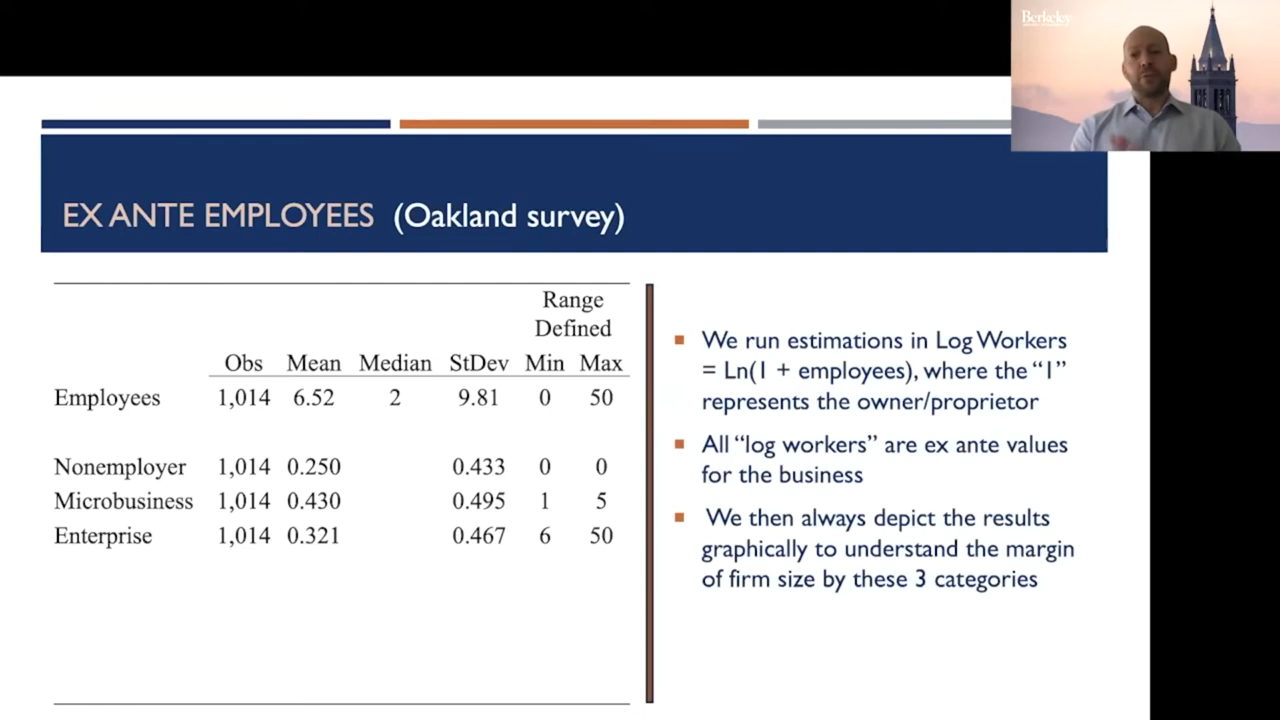 Berkeley
EX ANTE EMPLOYEES (Oakland survey)
Range
Defined
Obs Mean Median StDev Min Max
Employees 1,014 6.52 2 9.81 0 50
Nonemployer 1,014 0.250 0.433 0 0
Microbusiness 1,014 0.430 0.495 1 5
Enterprise 1,014 0.321 0.467 6 50
We run estimations in Log Workers
= Ln(1 + employees), where the “1”
represents the owner/proprietor
All “log workers” are ex ante values
for the business
We then always depict the results
graphically to understand the margin
of firm size by these 3 categories